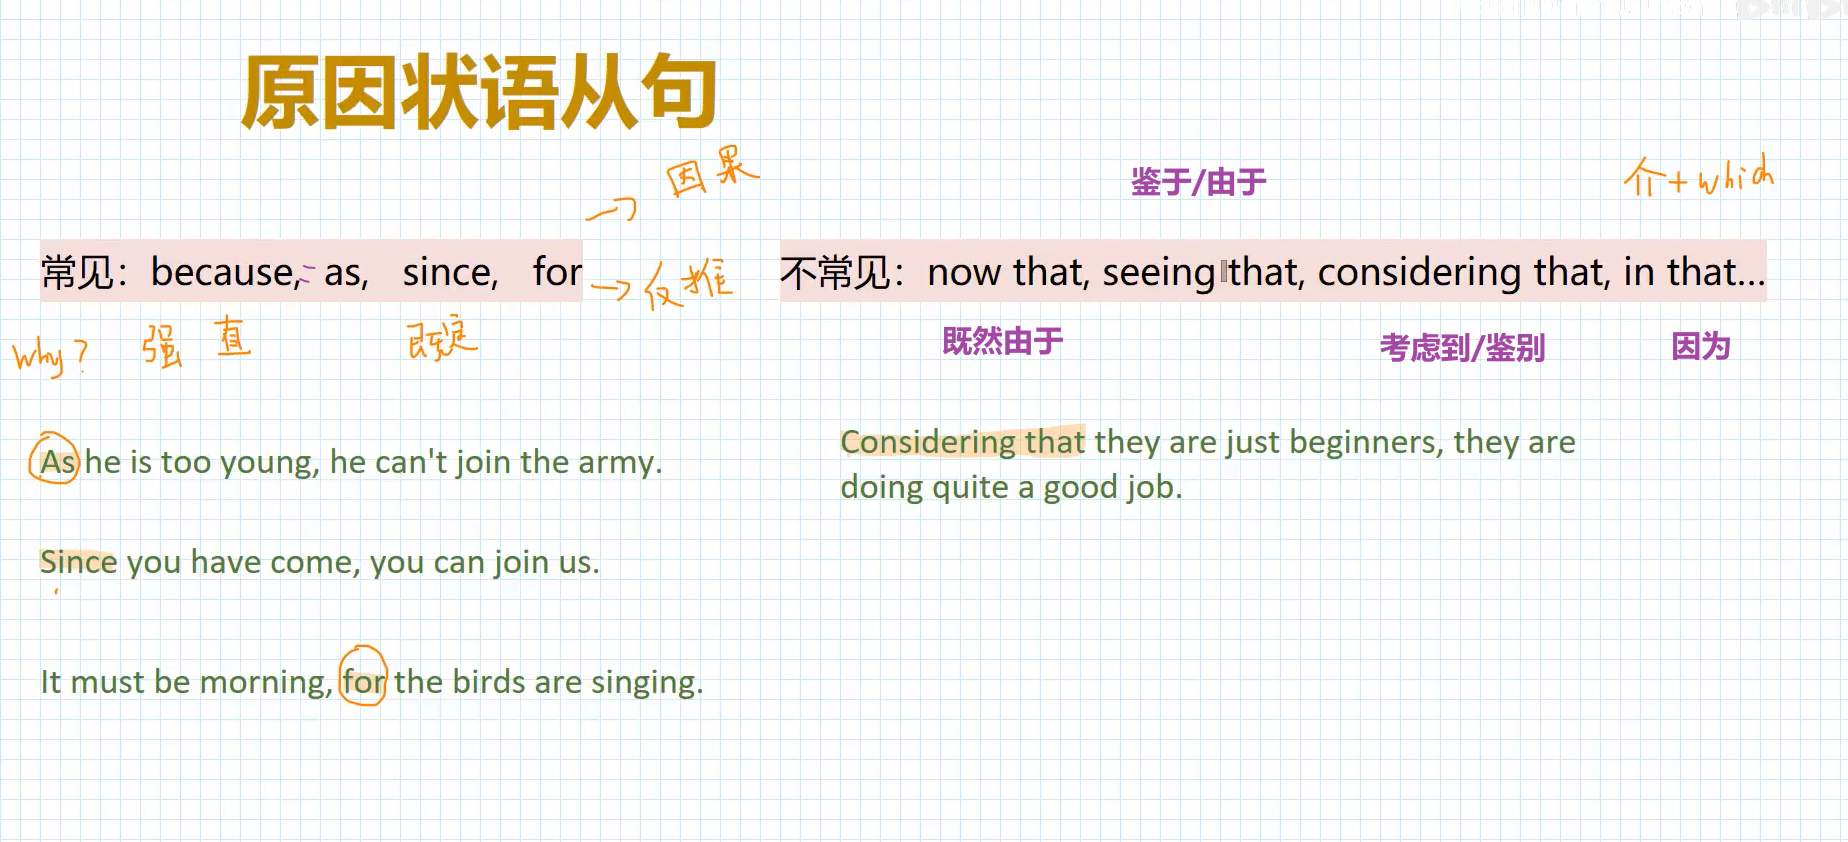 原因状语从句
因果
鉴于/由于
介+which
常见：because, as, since, for
不常见：now that, seeing that, considering that, in that...
反推
why?
强
直
既定
既然由于
考虑到/鉴别
因为
As he is too young, he can't join the army.
Considering that they are just beginners, they are
doing quite a good job.
Since you have come, you can join us.
It must be morning, for the birds are singing.